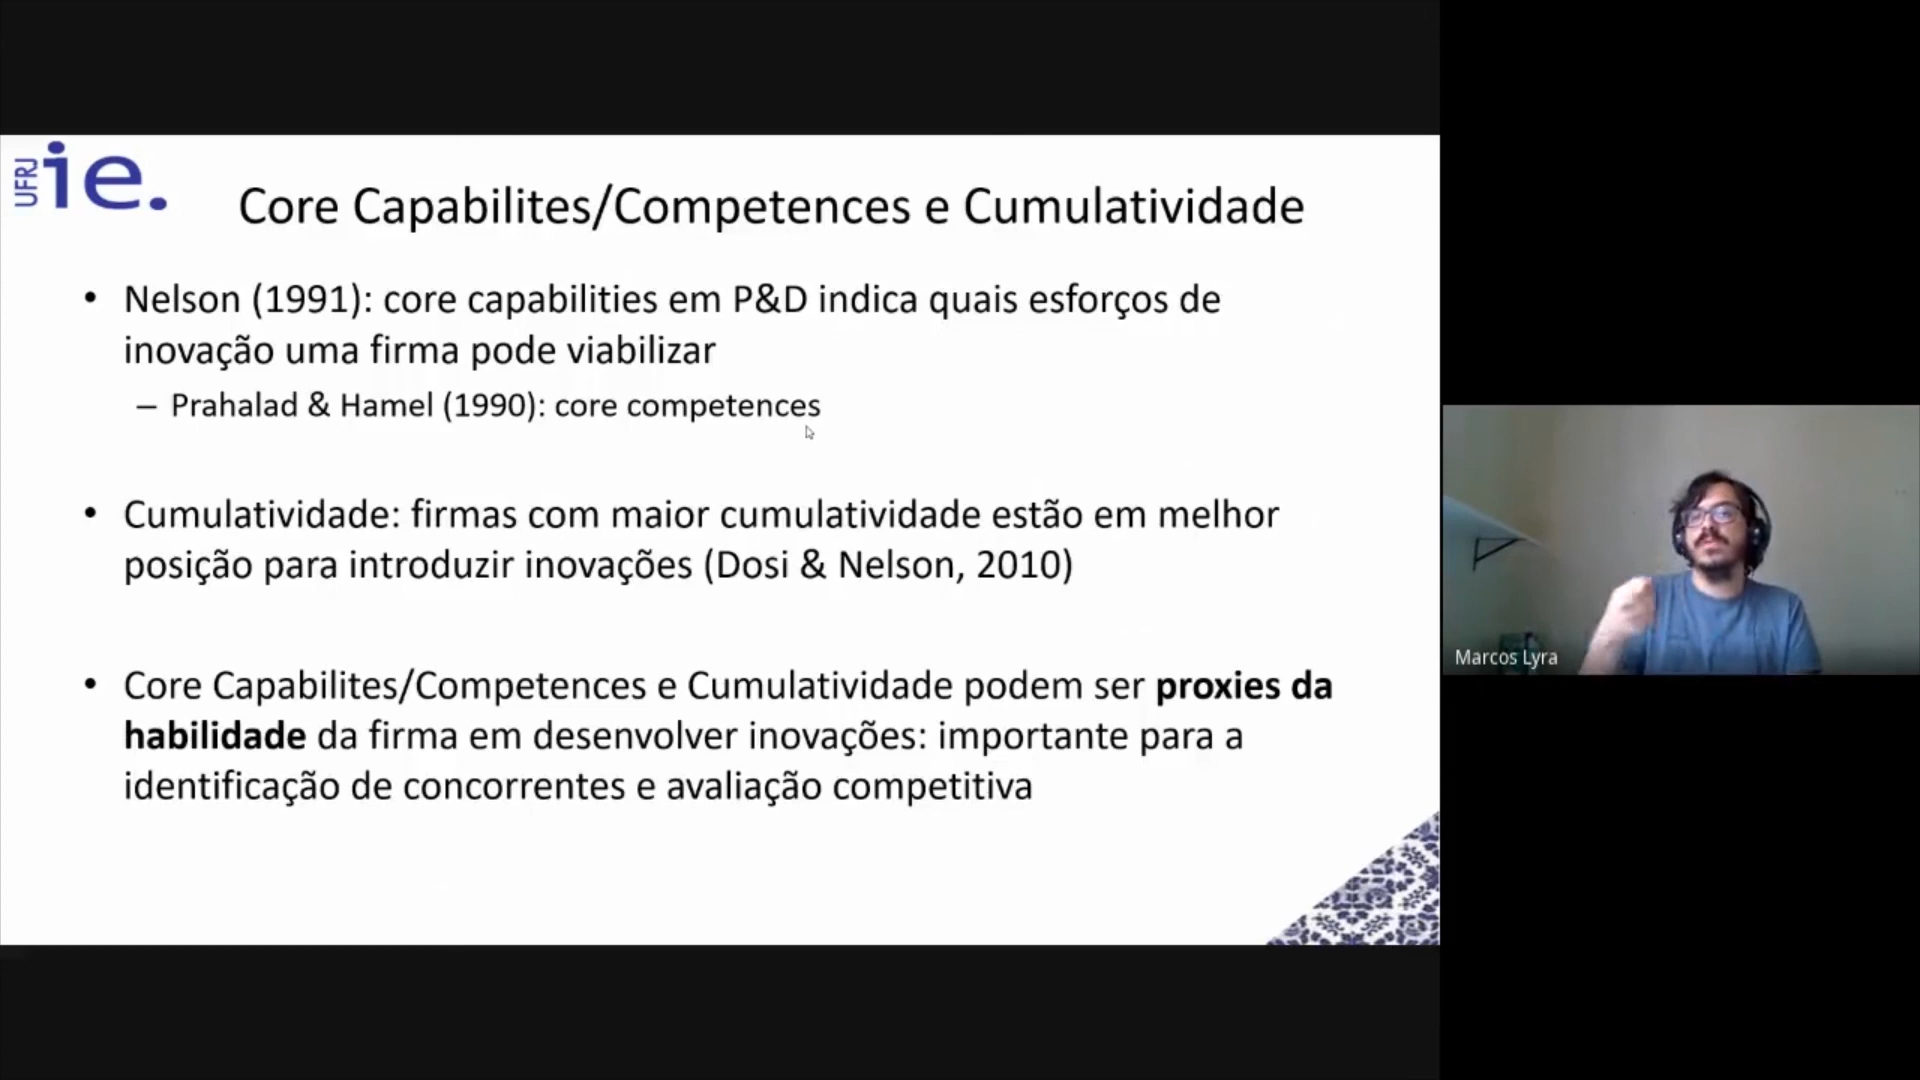 UFRJ ie.
Core Capabilites/Competences e Cumulatividade
• Nelson (1991): core capabilities em P&D indica quais esforços de
inovação uma firma pode viabilizar
– Prahalad & Hamel (1990): core competences
• Cumulatividade: firmas com maior cumulatividade estão em melhor
posição para introduzir inovações (Dosi & Nelson, 2010)
• Core Capabilites/Competences e Cumulatividade podem ser proxies da
habilidade da firma em desenvolver inovações: importante para a
identificação de concorrentes e avaliação competitiva
Marcos Lyra